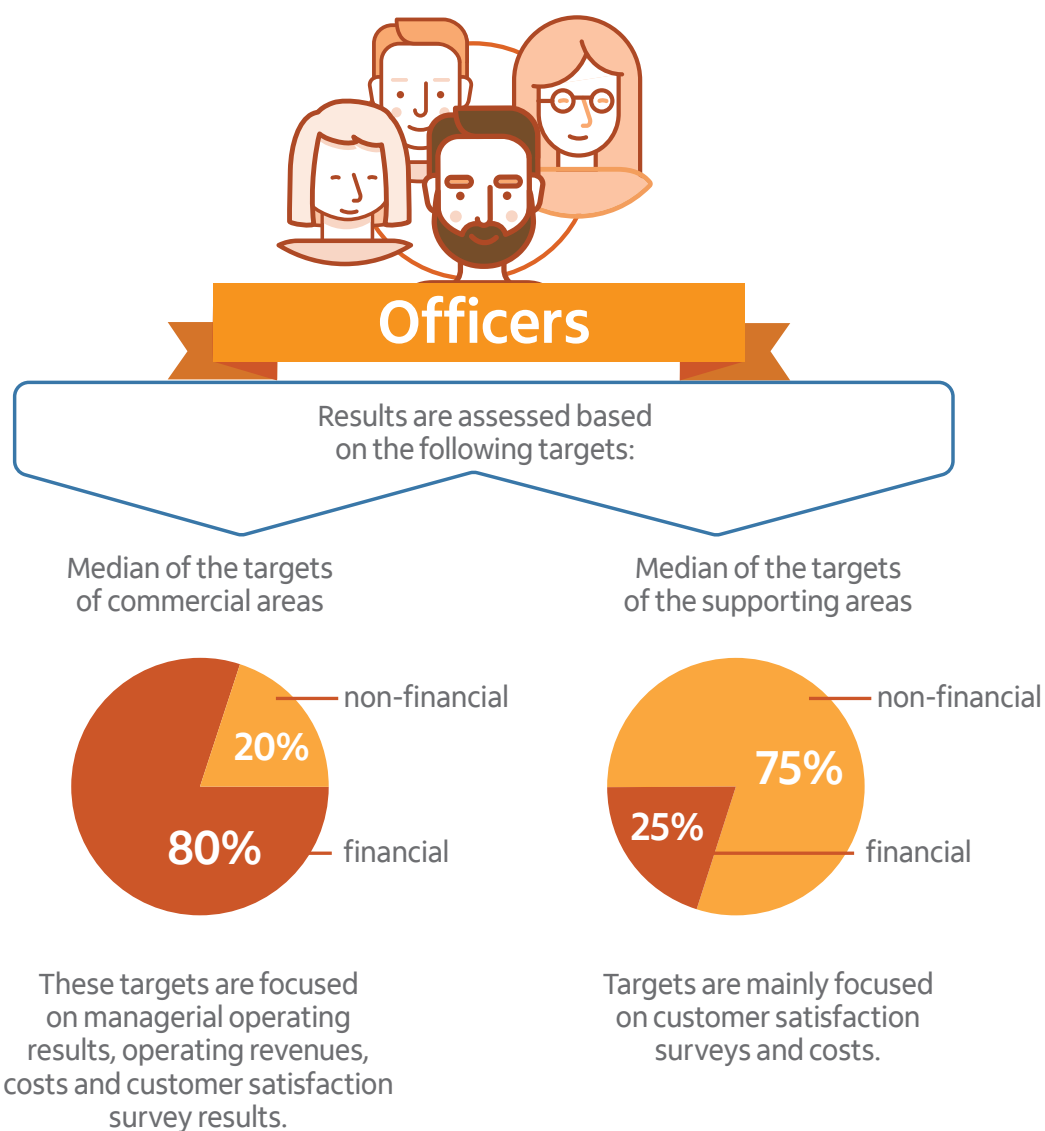 Officers
Results are assessed based
on the following targets:
Median of the targets
of commercial areas
non-financial
20%
80%
financial
These targets are focused
on managerial operating
results, operating revenues,
costs and customer satisfaction
survey results.
Median of the targets
of the supporting areas
non-financial
75%
25%
financial
Targets are mainly focused
on customer satisfaction
surveys and costs.